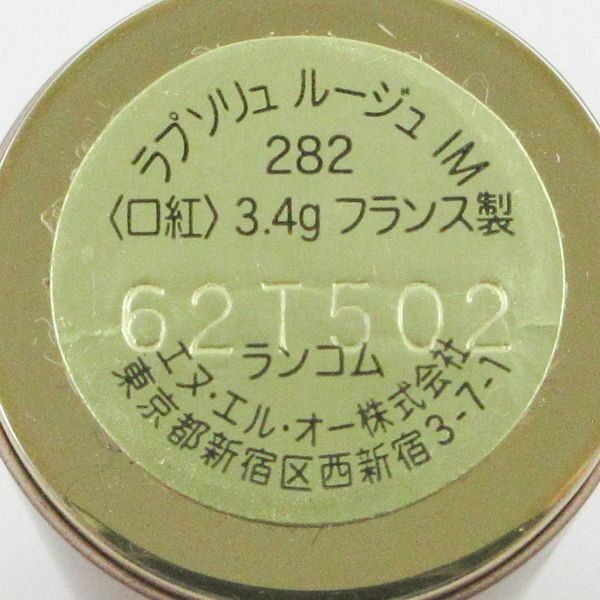 ラプソリュ ルージュ IM
282
〈口紅〉 3.4g フランス製
62T502
ランコム
エヌ・エル・オー株式会社
東京都新宿区西新宿3-7-1